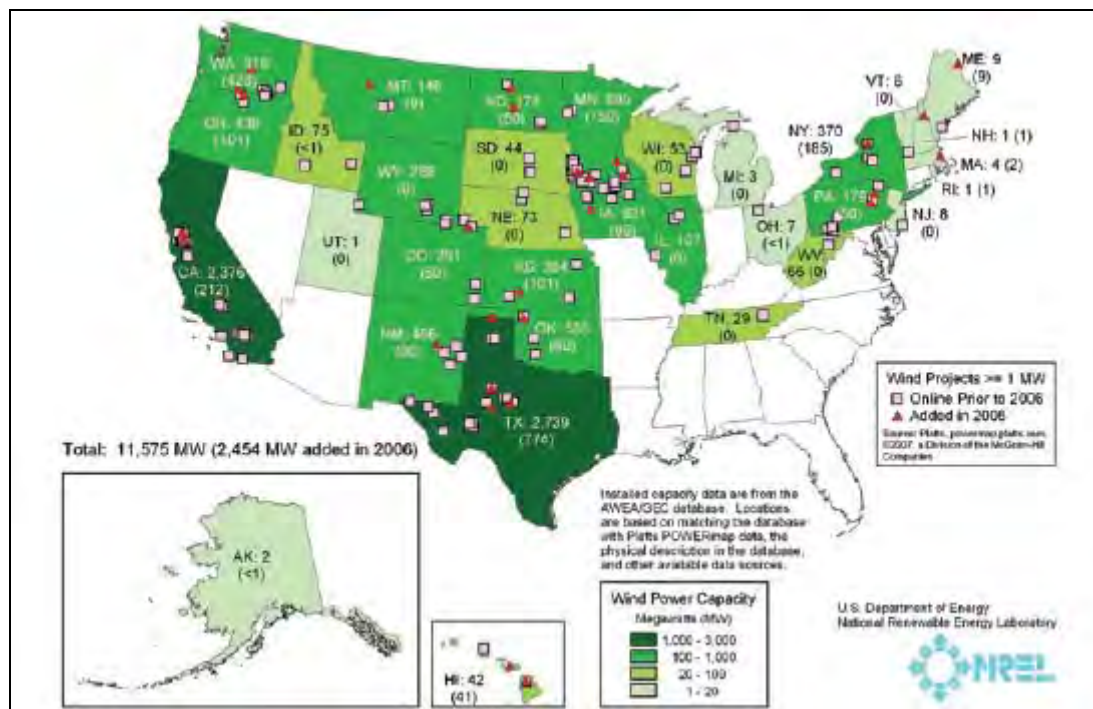 WA: 818
(428)
MT: 146
(9)
ND: 178
(80)
MN: 895
(150)
ME: 9
(9)
VT: 6
(0)
OR: 438
(101)
ID: 75
(<1)
SD: 44
(0)
WI: 53
(0)
NY: 370
(185)
NH: 1 (1)
MA: 4 (2)
RI: 1 (1)
WY: 288
(0)
MI: 3
(0)
PA: 179
(50)
NJ: 8
(0)
NE: 73
(0)
IA: 931
(99)
UT: 1
(0)
IL: 107
(0)
OH: 7
(<1)
WV:
66 (0)
CA: 2,376
(212)
CO: 291
(60)
KS: 364
(101)
TN: 29
(0)
NM: 496
(90)
OK: 535
(60)
TX: 2,739
(774)
Wind Projects >= 1 MW
Online Prior to 2006
Added in 2006
Source: Platts, powermap.platts.com
©2007, a Division of the McGraw-Hill
Companies
Total: 11,575 MW (2,454 MW added in 2006)
AK: 2
(<1)
HI: 42
(41)
Installed capacity data are from the
AWEA/GEC database. Locations
are based on matching the database
with Platts POWERmap data, the
physical description in the database,
and other available data sources.
Wind Power Capacity
Megawatts (MW)
1,000 - 3,000
100 - 1,000
20 - 100
1 - 20
U.S. Department of Energy
National Renewable Energy Laboratory
NREL